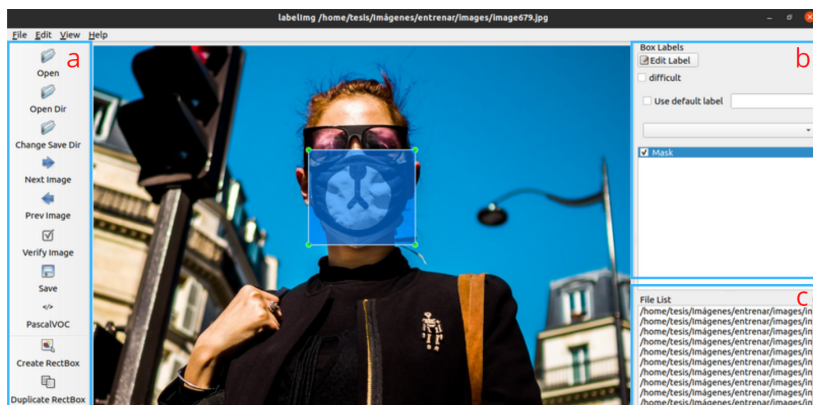 labelImg /home/tesis/Imágenes/entrenar/images/image679.jpg
File Edit View Help
a
Open
Open Dir
Change Save Dir
Next Image
Prev Image
Verify Image
Save
</>
PascalVOC
Create RectBox
Duplicate RectBox
b
Box Labels
Edit Label
difficult
Use default label
Mask
c
File List
/home/tesis/Imágenes/entrenar/images/in
/home/tesis/Imágenes/entrenar/images/in
/home/tesis/Imágenes/entrenar/images/in
/home/tesis/Imágenes/entrenar/images/in
/home/tesis/Imágenes/entrenar/images/in
/home/tesis/Imágenes/entrenar/images/in
/home/tesis/Imágenes/entrenar/images/in
/home/tesis/Imágenes/entrenar/images/in
/home/tesis/Imágenes/entrenar/images/in